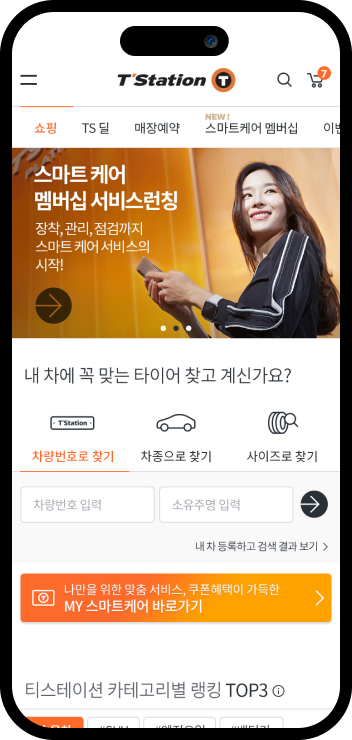 T'Station T
7
쇼핑
TS 딜
매장예약
NEW!
스마트케어 멤버십
이벤
스마트 케어
멤버십 서비스런칭
장착, 관리, 점검까지
스마트 케어 서비스의
시작!
내 차에 꼭 맞는 타이어 찾고 계신가요?
T'Station
차량번호로 찾기
차종으로 찾기
사이즈로 찾기
차량번호 입력
소유주명 입력
내 차 등록하고 검색 결과 보기
나만을 위한 맞춤 서비스, 쿠폰혜택이 가득한
MY 스마트케어 바로가기
티스테이션 카테고리별 랭킹 TOP3